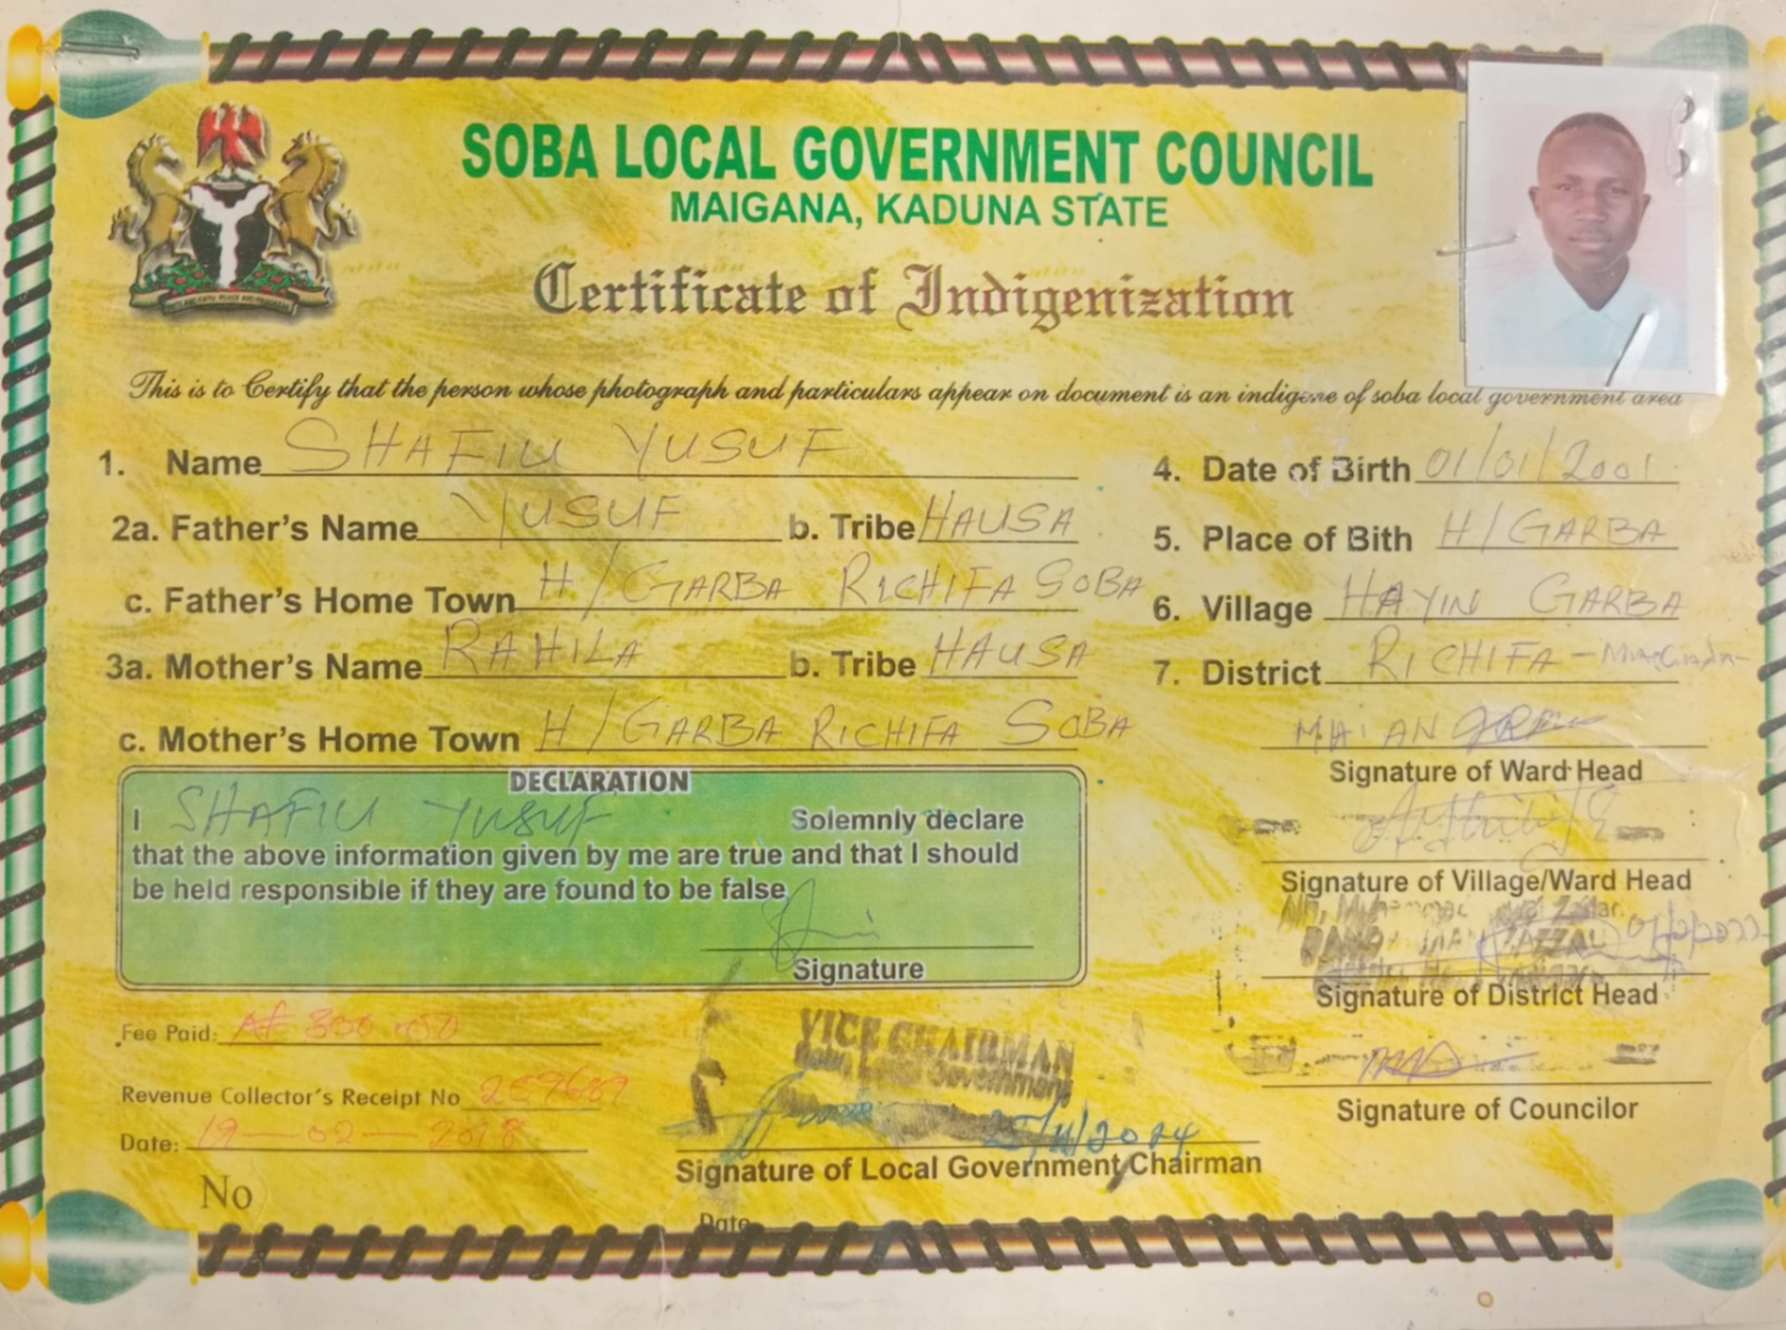 SOBA LOCAL GOVERNMENT COUNCIL
MAIGANA, KADUNA STATE
Certificate of Indigenization
This is to Certify that the person whose photograph and particulars appear on document is an indigene of soba local government area
1. Name SHAFIU YUSUF
2a. Father's Name YUSUF b. Tribe HAUSA
c. Father's Home Town H/GARBA RICHIFA SOBA
3a. Mother's Name RAHILA b. Tribe HAUSA
c. Mother's Home Town H/GARBA RICHIFA SOBA
4. Date of Birth 01/01/2001
5. Place of Bith H/GARBA
6. Village HAYIN GARBA
7. District RICHIFA -
MAI AN
Signature of Ward Head
Signature of Village/Ward Head
Signature of District Head
Signature of Councilor
DECLARATION
I SHAFIU YUSUF Solemnly declare
that the above information given by me are true and that I should
be held responsible if they are found to be false
Signature
Fee Paid:
Revenue Collector's Receipt No
Date: 19-02-2018
No
VICE CHAIRMAN
Local Government
Signature of Local Government Chairman
Date